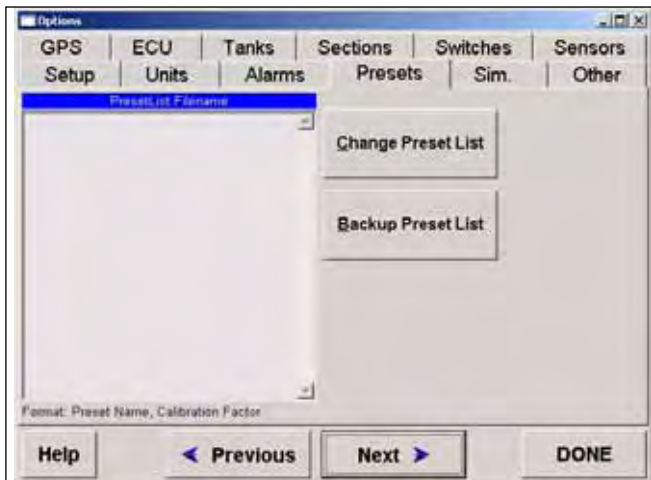 Options
GPS ECU Tanks Sections Switches Sensors
Setup Units Alarms Presets Sim. Other
PresetList Filename
Change Preset List
Backup Preset List
Format: Preset Name, Calibration Factor
Help Previous Next DONE